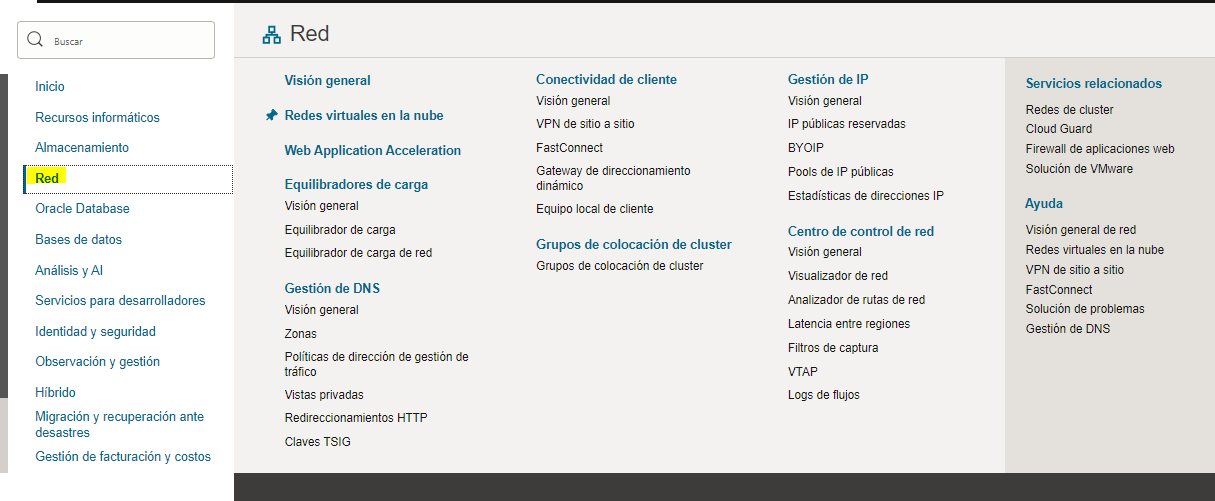 Buscar
Inicio
Recursos informáticos
Almacenamiento
Red
Oracle Database
Bases de datos
Análisis y AI
Servicios para desarrolladores
Identidad y seguridad
Observación y gestión
Híbrido
Migración y recuperación ante
desastres
Gestión de facturación y costos
Red
Visión general
Redes virtuales en la nube
Web Application Acceleration
Equilibradores de carga
Visión general
Equilibrador de carga
Equilibrador de carga de red
Gestión de DNS
Visión general
Zonas
Políticas de dirección de gestión de
tráfico
Vistas privadas
Redireccionamientos HTTP
Claves TSIG
Conectividad de cliente
Visión general
VPN de sitio a sitio
FastConnect
Gateway de direccionamiento
dinámico
Equipo local de cliente
Grupos de colocación de cluster
Grupos de colocación de cluster
Gestión de IP
Visión general
IP públicas reservadas
BYOIP
Pools de IP públicas
Estadísticas de direcciones IP
Centro de control de red
Visión general
Visualizador de red
Analizador de rutas de red
Latencia entre regiones
Filtros de captura
VTAP
Logs de flujos
Servicios relacionados
Redes de cluster
Cloud Guard
Firewall de aplicaciones web
Solución de VMware
Ayuda
Visión general de red
Redes virtuales en la nube
VPN de sitio a sitio
FastConnect
Solución de problemas
Gestión de DNS